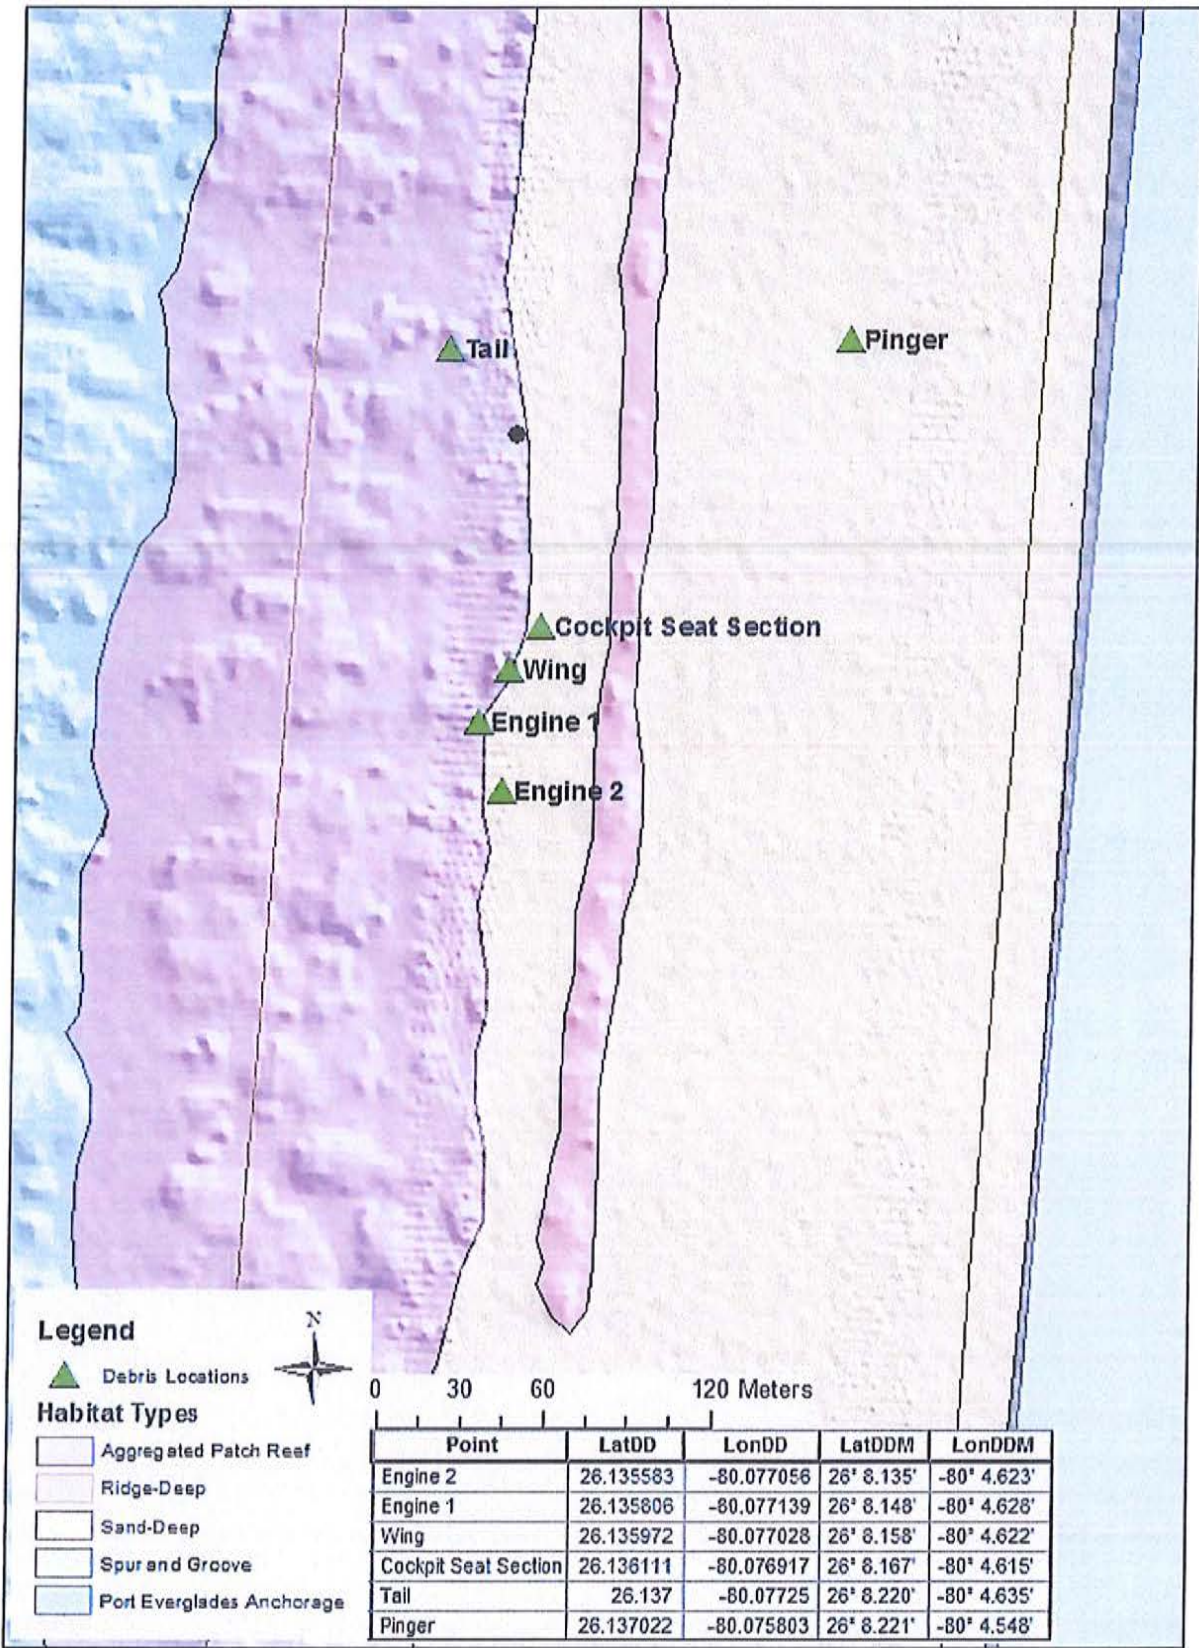 Tail
Pinger
Cockpit Seat Section
Wing
Engine 1
Engine 2
Legend
N
Debris Locations
Habitat Types
Aggregated Patch Reef
Ridge-Deep
Sand-Deep
Spur and Groove
Port Everglades Anchorage
0 30 60 120 Meters
Point LatDD LonDD LatDDM LonDDM
Engine 2 26.135583 -80.077056 26° 8.135' -80° 4.623'
Engine 1 26.135806 -80.077139 26° 8.148' -80° 4.628'
Wing 26.135972 -80.077028 26° 8.158' -80° 4.622'
Cockpit Seat Section 26.136111 -80.076917 26° 8.167' -80° 4.615'
Tail 26.137 -80.07725 26° 8.220' -80° 4.635'
Pinger 26.137022 -80.075803 26° 8.221' -80° 4.548'